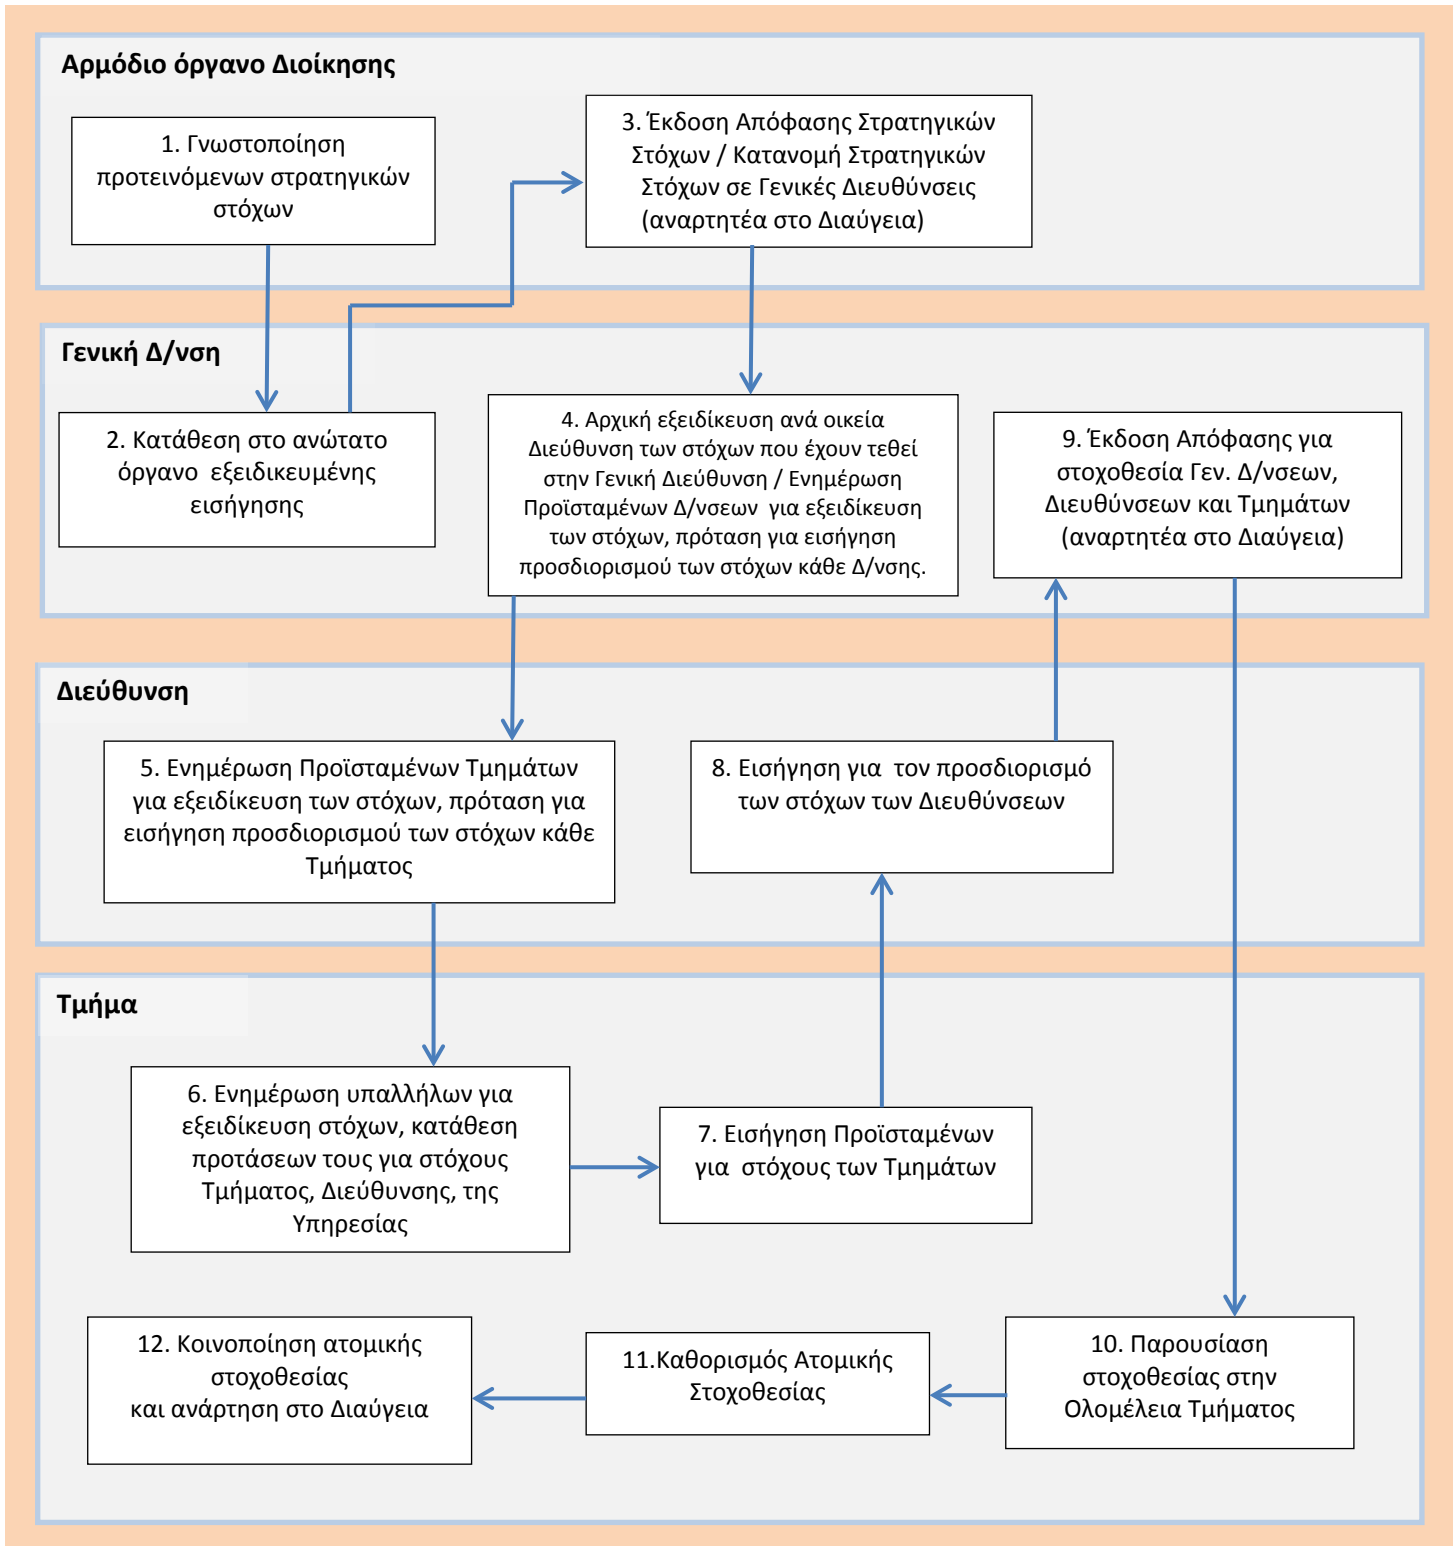 Αρμόδιο όργανο Διοίκησης
1. Γνωστοποίηση
προτεινόμενων στρατηγικών
στόχων
3. Έκδοση Απόφασης Στρατηγικών
Στόχων / Κατανομή Στρατηγικών
Στόχων σε Γενικές Διευθύνσεις
(αναρτητέα στο Διαύγεια)
Γενική Δ/νση
2. Κατάθεση στο ανώτατο
όργανο εξειδικευμένης
εισήγησης
4. Αρχική εξειδίκευση ανά οικεία
Διεύθυνση των στόχων που έχουν τεθεί
στην Γενική Διεύθυνση / Ενημέρωση
Προϊσταμένων Δ/νσεων για εξειδίκευση
των στόχων, πρόταση για εισήγηση
προσδιορισμού των στόχων κάθε Δ/νσης.
9. Έκδοση Απόφασης για
στοχοθεσία Γεν. Δ/νσεων,
Διευθύνσεων και Τμημάτων
(αναρτητέα στο Διαύγεια)
Διεύθυνση
5. Ενημέρωση Προϊσταμένων Τμημάτων
για εξειδίκευση των στόχων, πρόταση για
εισήγηση προσδιορισμού των στόχων κάθε
Τμήματος
8. Εισήγηση για τον προσδιορισμό
των στόχων των Διευθύνσεων
Τμήμα
6. Ενημέρωση υπαλλήλων για
εξειδίκευση στόχων, κατάθεση
προτάσεων τους για στόχους
Τμήματος, Διεύθυνσης, της
Υπηρεσίας
7. Εισήγηση Προϊσταμένων
για στόχους των Τμημάτων
12. Κοινοποίηση ατομικής
στοχοθεσίας
και ανάρτηση στο Διαύγεια
11.Καθορισμός Ατομικής
Στοχοθεσίας
10. Παρουσίαση
στοχοθεσίας στην
Ολομέλεια Τμήματος